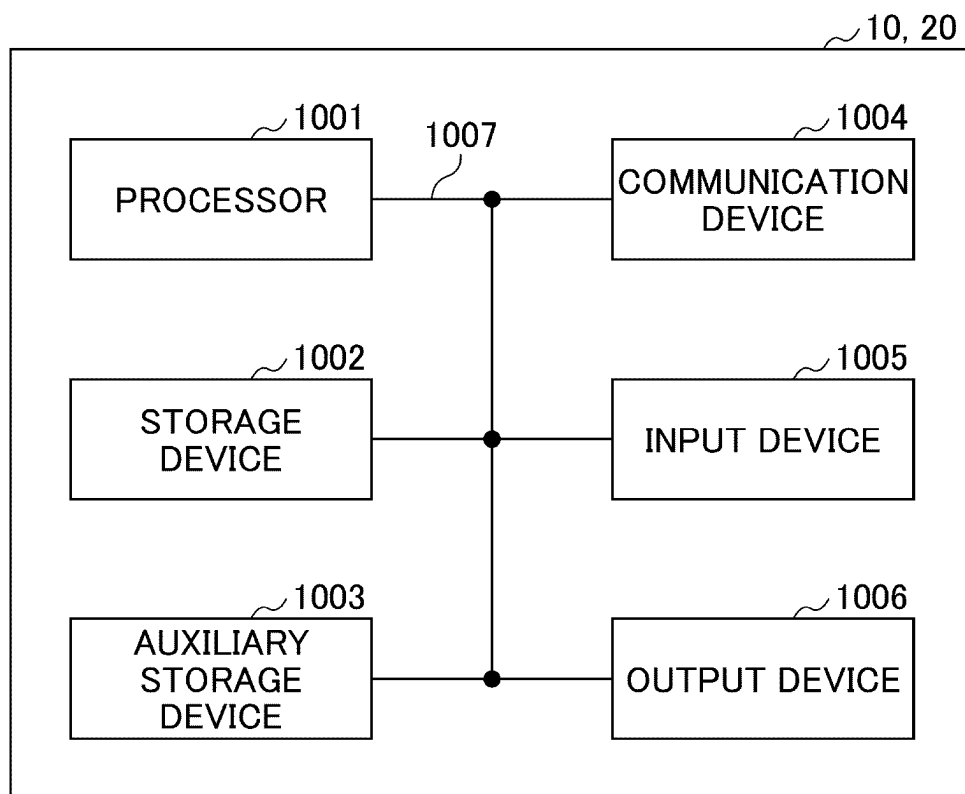 10, 20
1001
PROCESSOR
1007
1004
COMMUNICATION
DEVICE
1002
STORAGE
DEVICE
1005
INPUT DEVICE
1003
AUXILIARY
STORAGE
DEVICE
1006
OUTPUT DEVICE